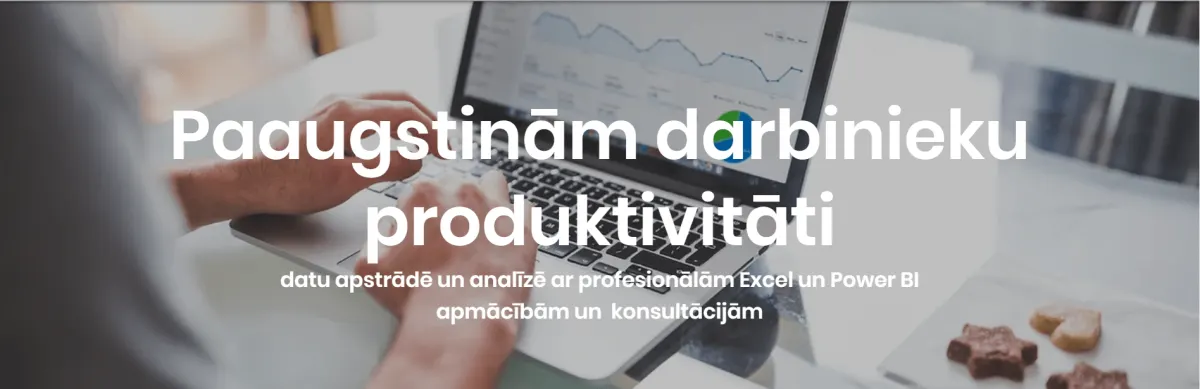 Paaugstinām darbinieku
produktivitāti
datu apstrādē un analīzē ar profesionālām Excel un Power BI
apmācībām un konsultācijām